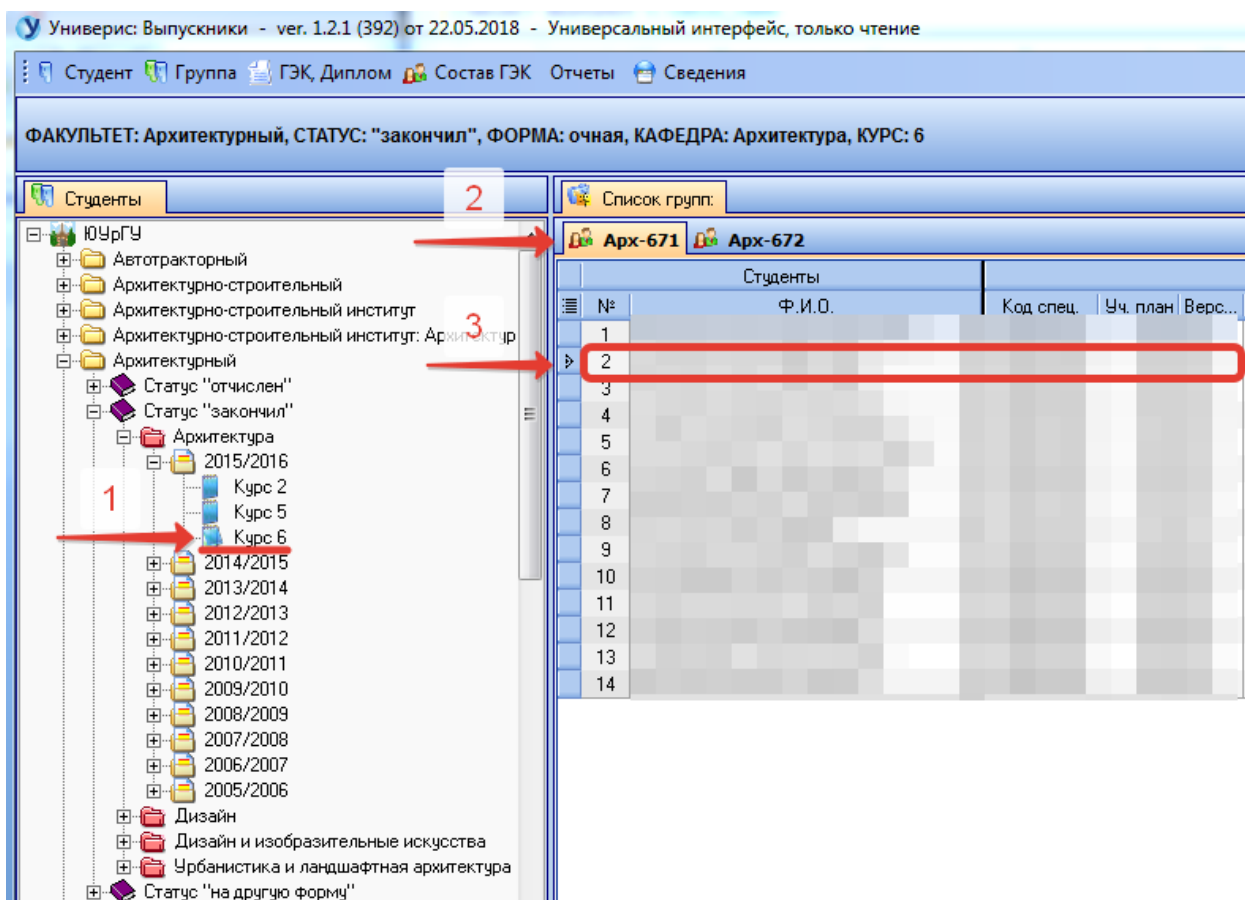 Универис: Выпускники - ver. 1.2.1 (392) от 22.05.2018 - Универсальный интерфейс, только чтение
Студент Группа ГЭК, Диплом Состав ГЭК Отчеты Сведения
ФАКУЛЬТЕТ: Архитектурный, СТАТУС: "закончил", ФОРМА: очная, КАФЕДРА: Архитектура, КУРС: 6
Студенты
2
ЮУрГУ
Автотракторный
Архитектурно-строительный
Архитектурно-строительный институт
Архитектурно-строительный институт: Архитектур
3
Архитектурный
Статус "отчислен"
Статус "закончил"
Архитектура
2015/2016
Курс 2
1
Курс 5
Курс 6
2014/2015
2013/2014
2012/2013
2011/2012
2010/2011
2009/2010
2008/2009
2007/2008
2006/2007
2005/2006
Дизайн
Дизайн и изобразительные искусства
Урбанистика и ландшафтная архитектура
Статус "на другую форму"
Список групп:
Арх-671 Арх-672
Студенты
№ Ф.И.О. Код спец. Уч. план Верс...
1
2
3
4
5
6
7
8
9
10
11
12
13
14